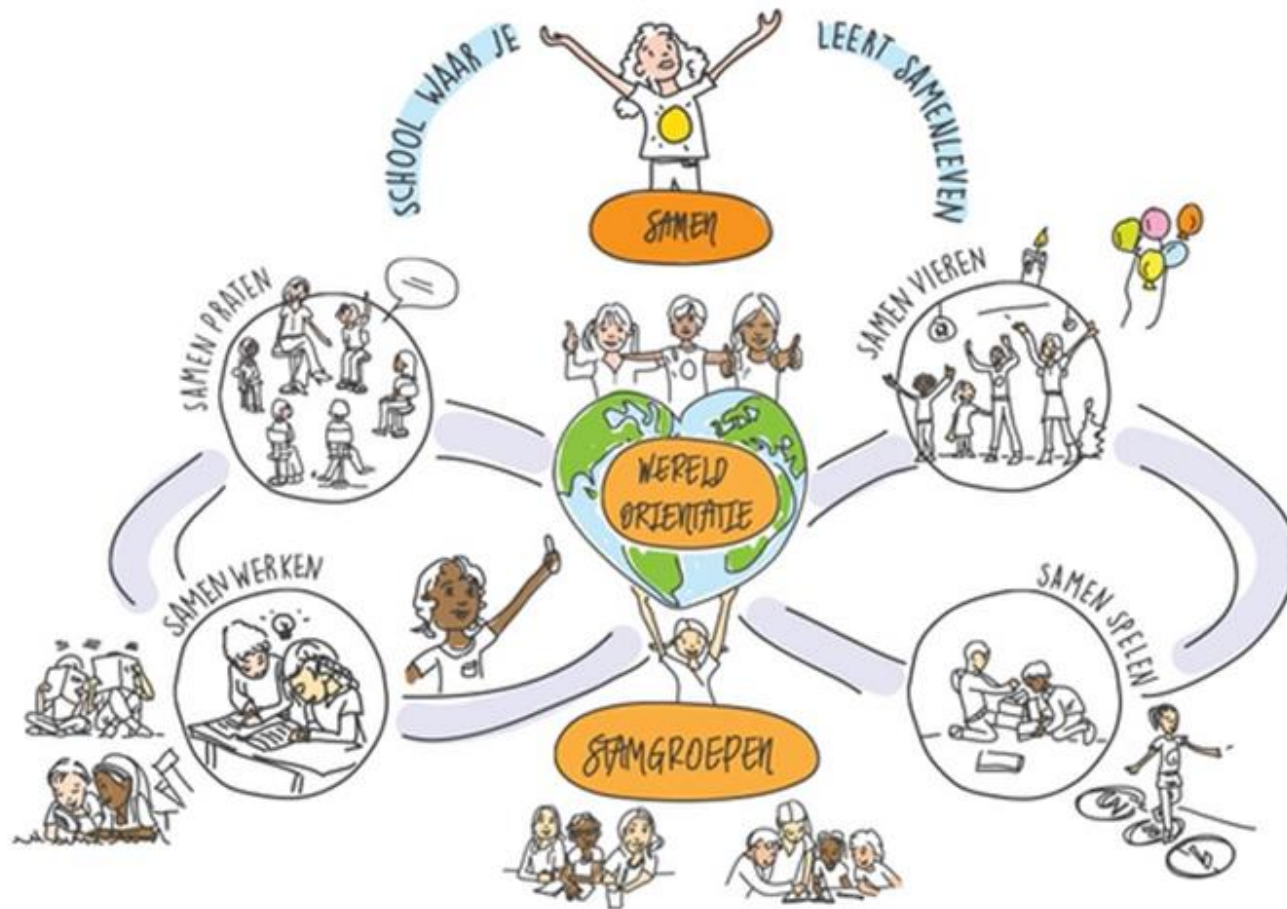 SCHOOL WAAR JE
LEERT SAMENLEVEN
SAMEN
SAMEN PRATEN
SAMEN VIEREN
WERELD
ORIENTATIE
SAMEN WERKEN
SAMEN SPELEN
STAMGROEPEN